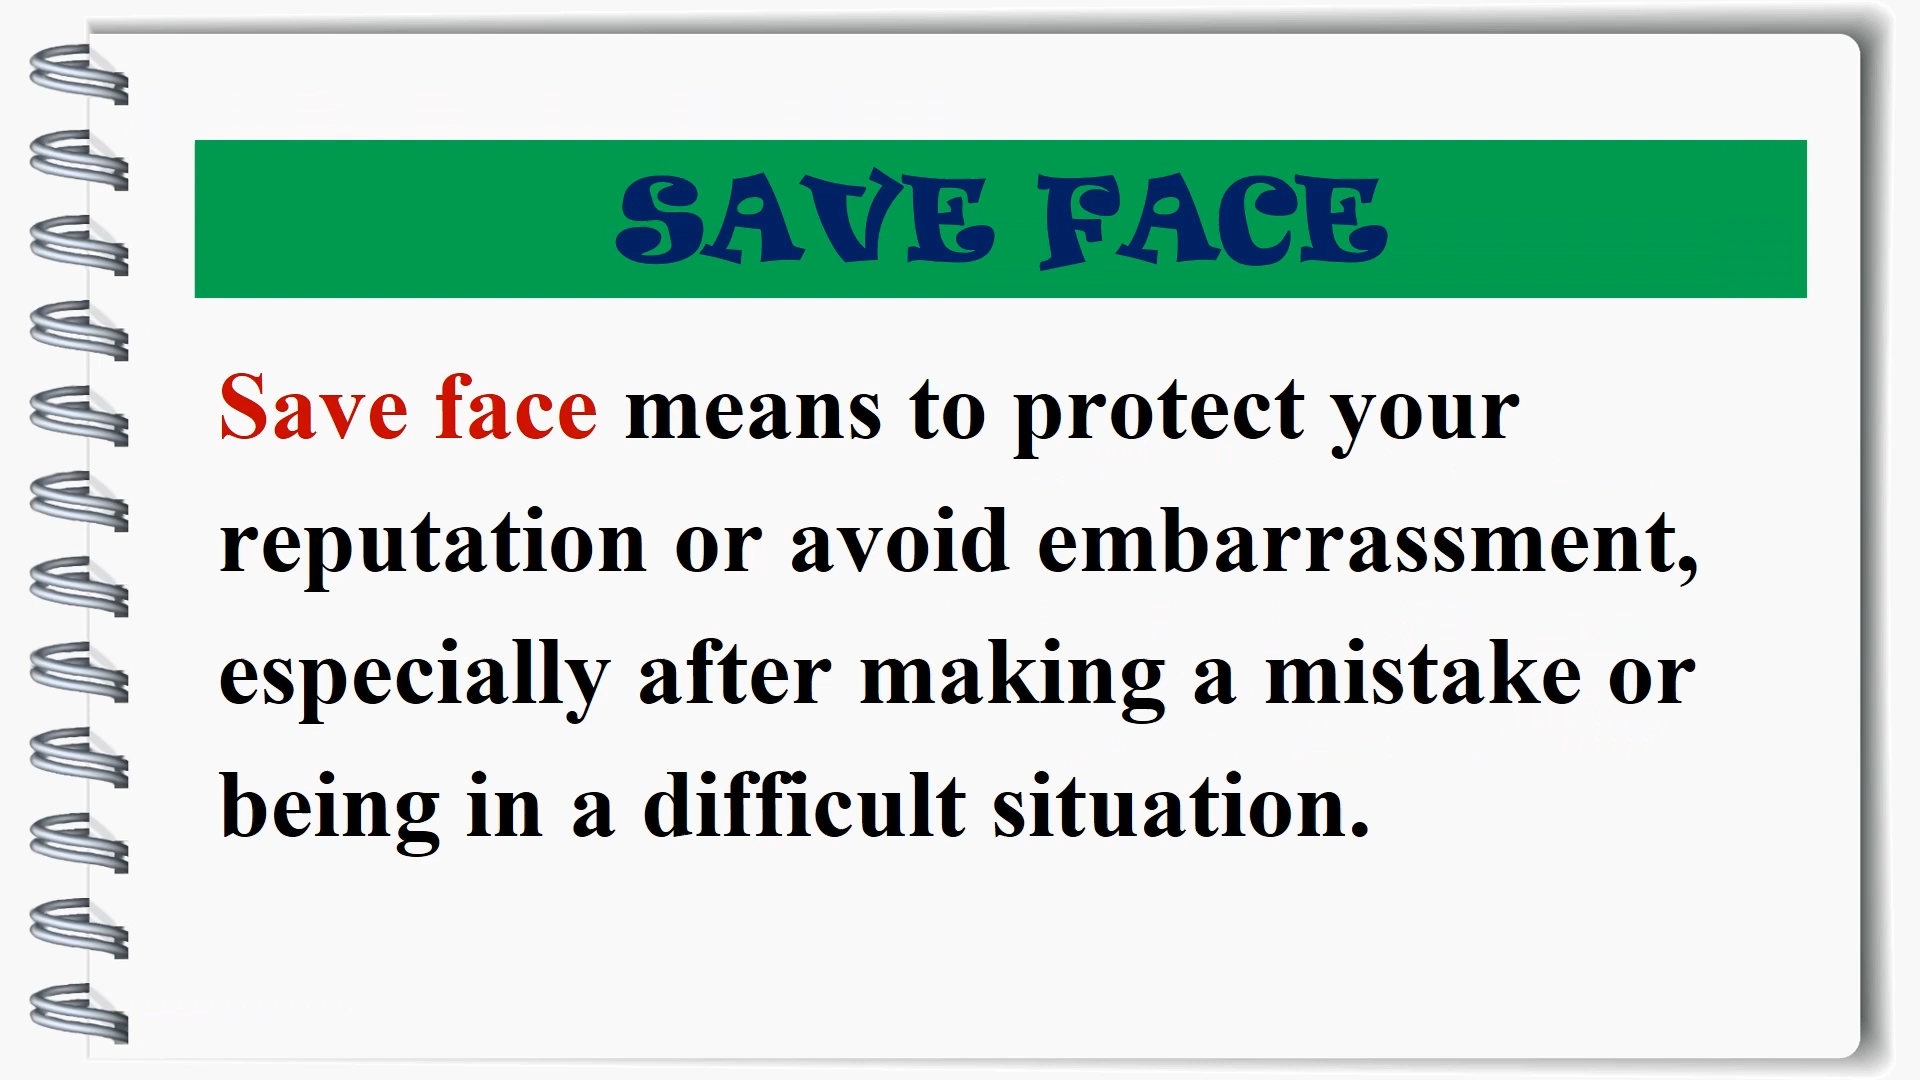 SAVE FACE
Save face means to protect your
reputation or avoid embarrassment,
especially after making a mistake or
being in a difficult situation.